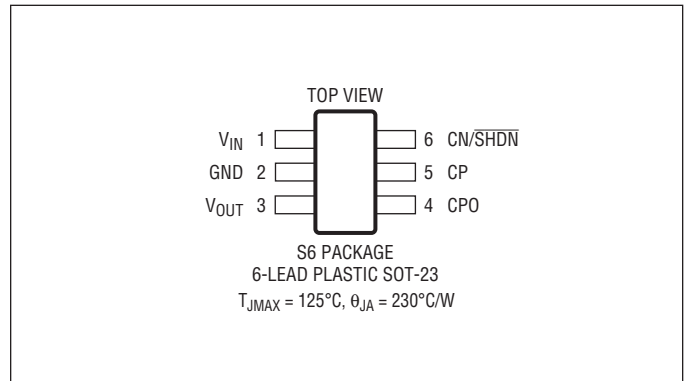 TOP VIEW
V_IN 1
GND 2
V_OUT 3
6 CN/S̅H̅D̅N̅
5 CP
4 CPO
S6 PACKAGE
6-LEAD PLASTIC SOT-23
T_JMAX = 125°C, θ_JA = 230°C/W